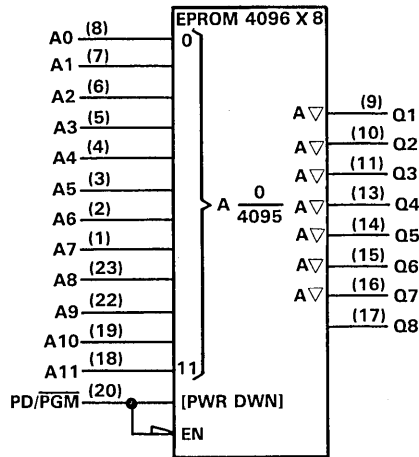 EPROM 4096 X 8
A0 (8) 0
A1 (7)
A2 (6)
A3 (5)
A4 (4)
A5 (3)
A6 (2)
A7 (1)
A8 (23)
A9 (22)
A10 (19)
A11 (18) 11
PD/PGM (20) [PWR DWN]
EN
A 0
4095
A▽ (9) Q1
A▽ (10) Q2
A▽ (11) Q3
A▽ (13) Q4
A▽ (14) Q5
A▽ (15) Q6
A▽ (16) Q7
(17) Q8